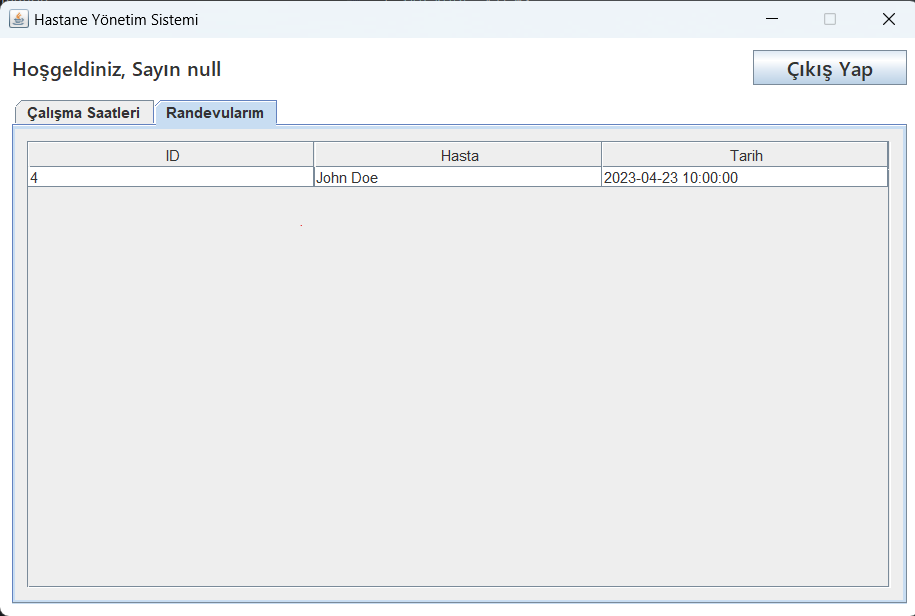 Hastane Yönetim Sistemi
Hoşgeldiniz, Sayın null
Çıkış Yap
Çalışma Saatleri Randevularım
ID Hasta Tarih
4 John Doe 2023-04-23 10:00:00